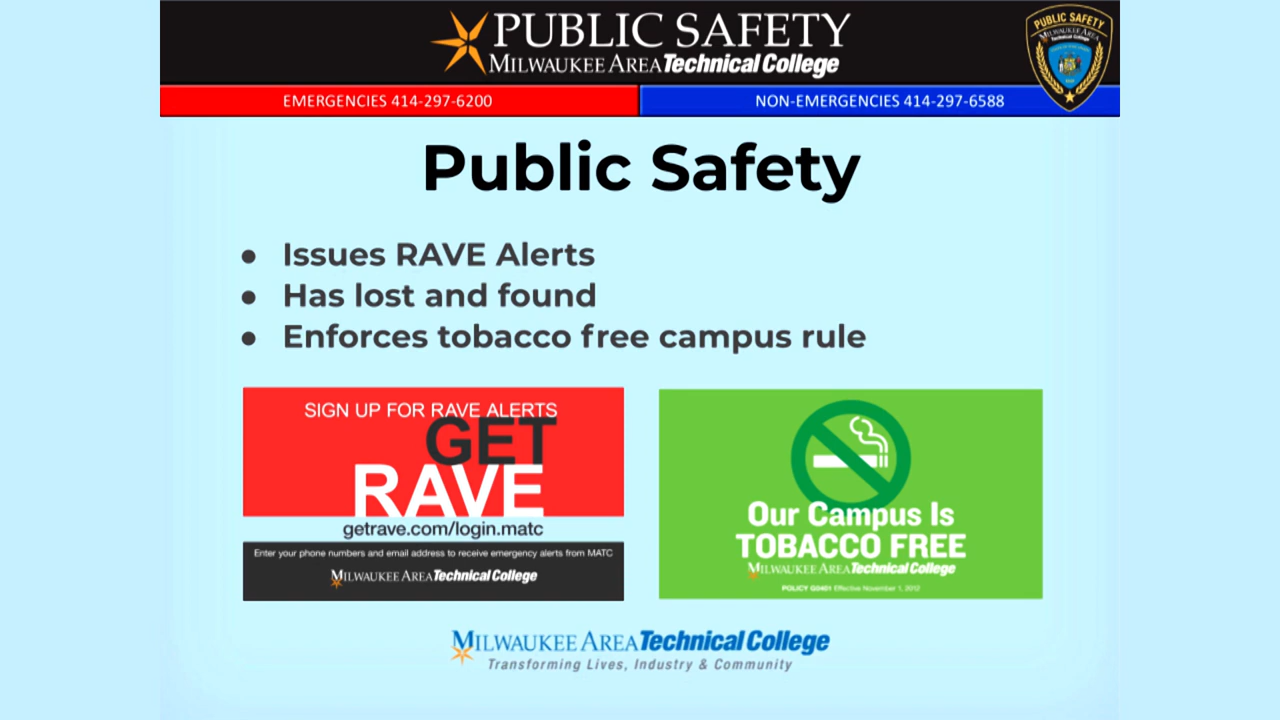 PUBLIC SAFETY
MILWAUKEE AREA Technical College
PUBLIC SAFETY
MILWAUKEE AREA
Technical College
EMERGENCIES 414-297-6200
NON-EMERGENCIES 414-297-6588
Public Safety
● Issues RAVE Alerts
● Has lost and found
● Enforces tobacco free campus rule
SIGN UP FOR RAVE ALERTS
GET
RAVE
getrave.com/login.matc
Enter your phone numbers and email address to receive emergency alerts from MATC
MILWAUKEE AREA Technical College
Our Campus Is
TOBACCO FREE
MILWAUKEE AREA Technical College
POLICY G0401 Effective November 1, 2012
MILWAUKEE AREA Technical College
Transforming Lives, Industry & Community